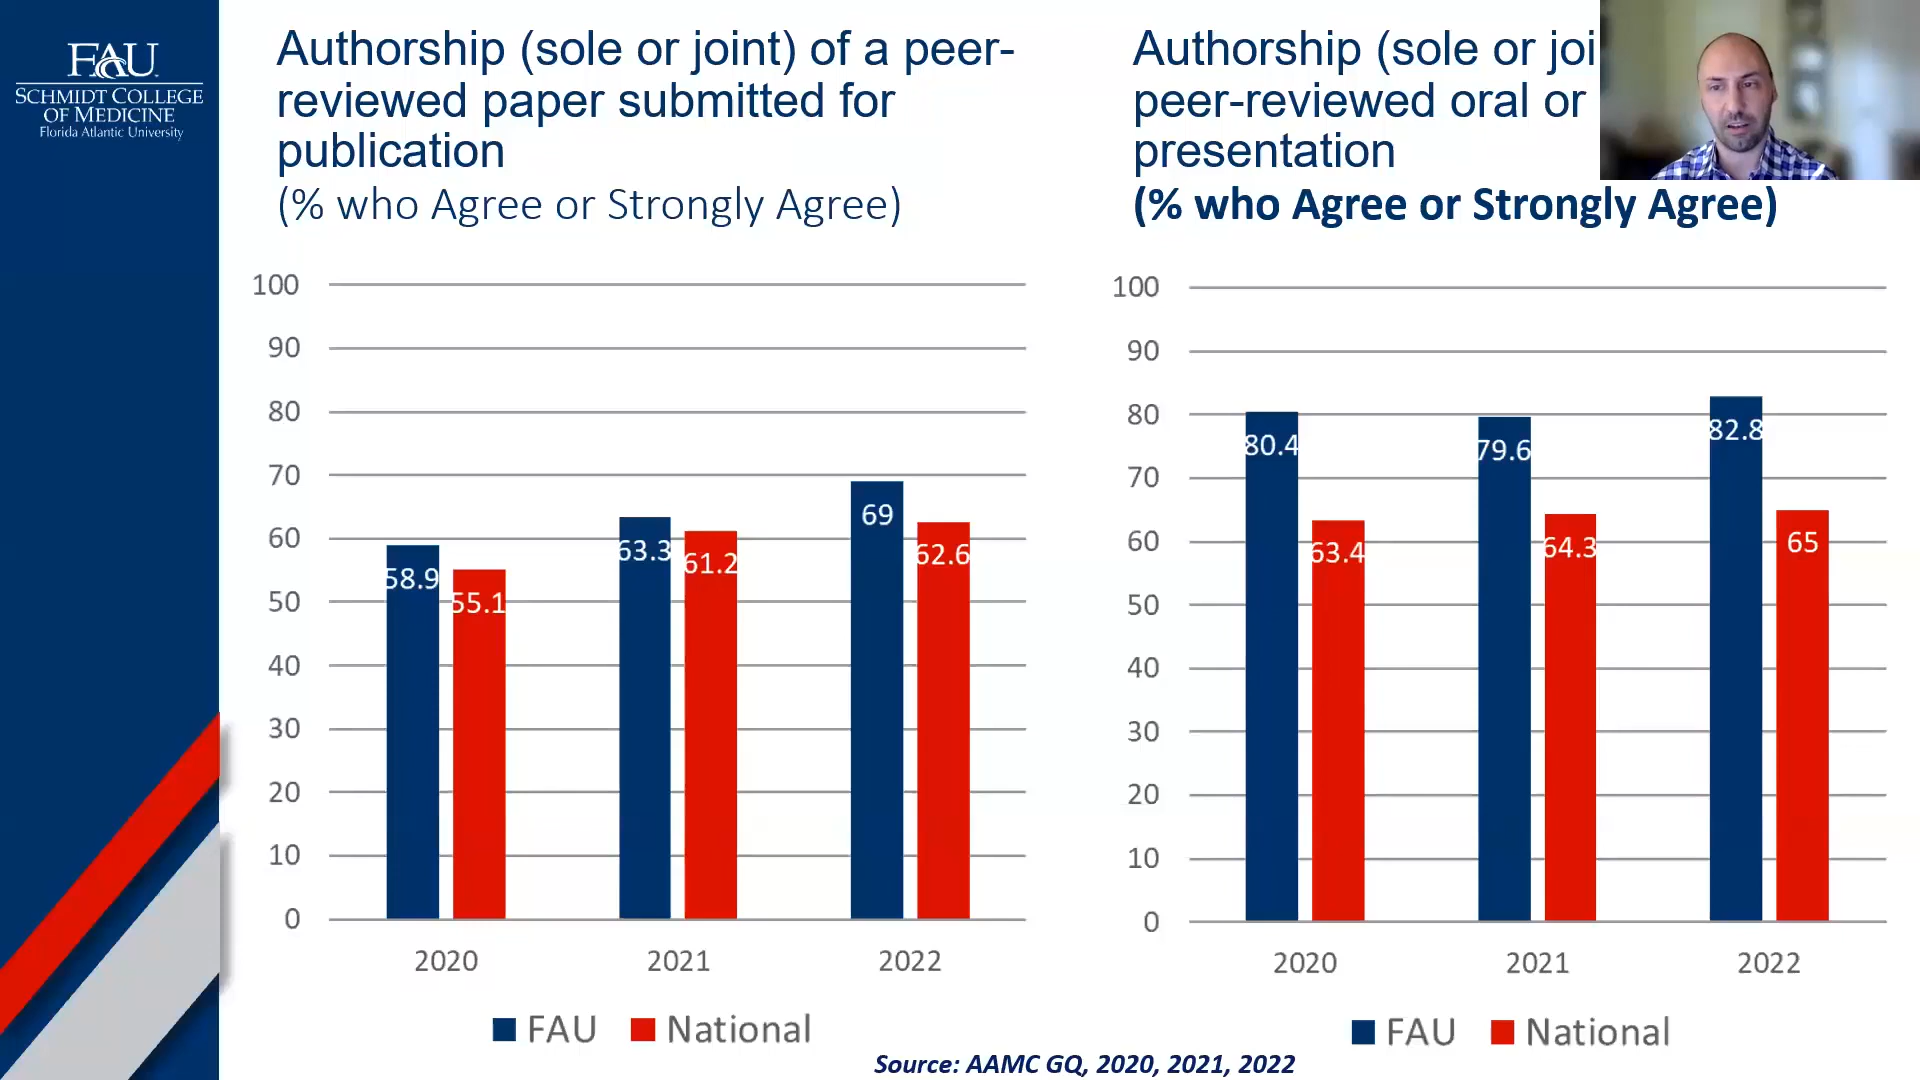 FAU
SCHMIDT COLLEGE
OF MEDICINE
Florida Atlantic University
Authorship (sole or joint) of a peer-
reviewed paper submitted for
publication
(% who Agree or Strongly Agree)
100
90
80
70
60
50
40
30
20
10
0
58.9
55.1
63.3
61.2
69
62.6
2020
2021
2022
FAU
National
Authorship (sole or joi
peer-reviewed oral or
presentation
(% who Agree or Strongly Agree)
100
90
80
70
60
50
40
30
20
10
0
80.4
63.4
79.6
64.3
82.8
65
2020
2021
2022
FAU
National
Source: AAMC GQ, 2020, 2021, 2022